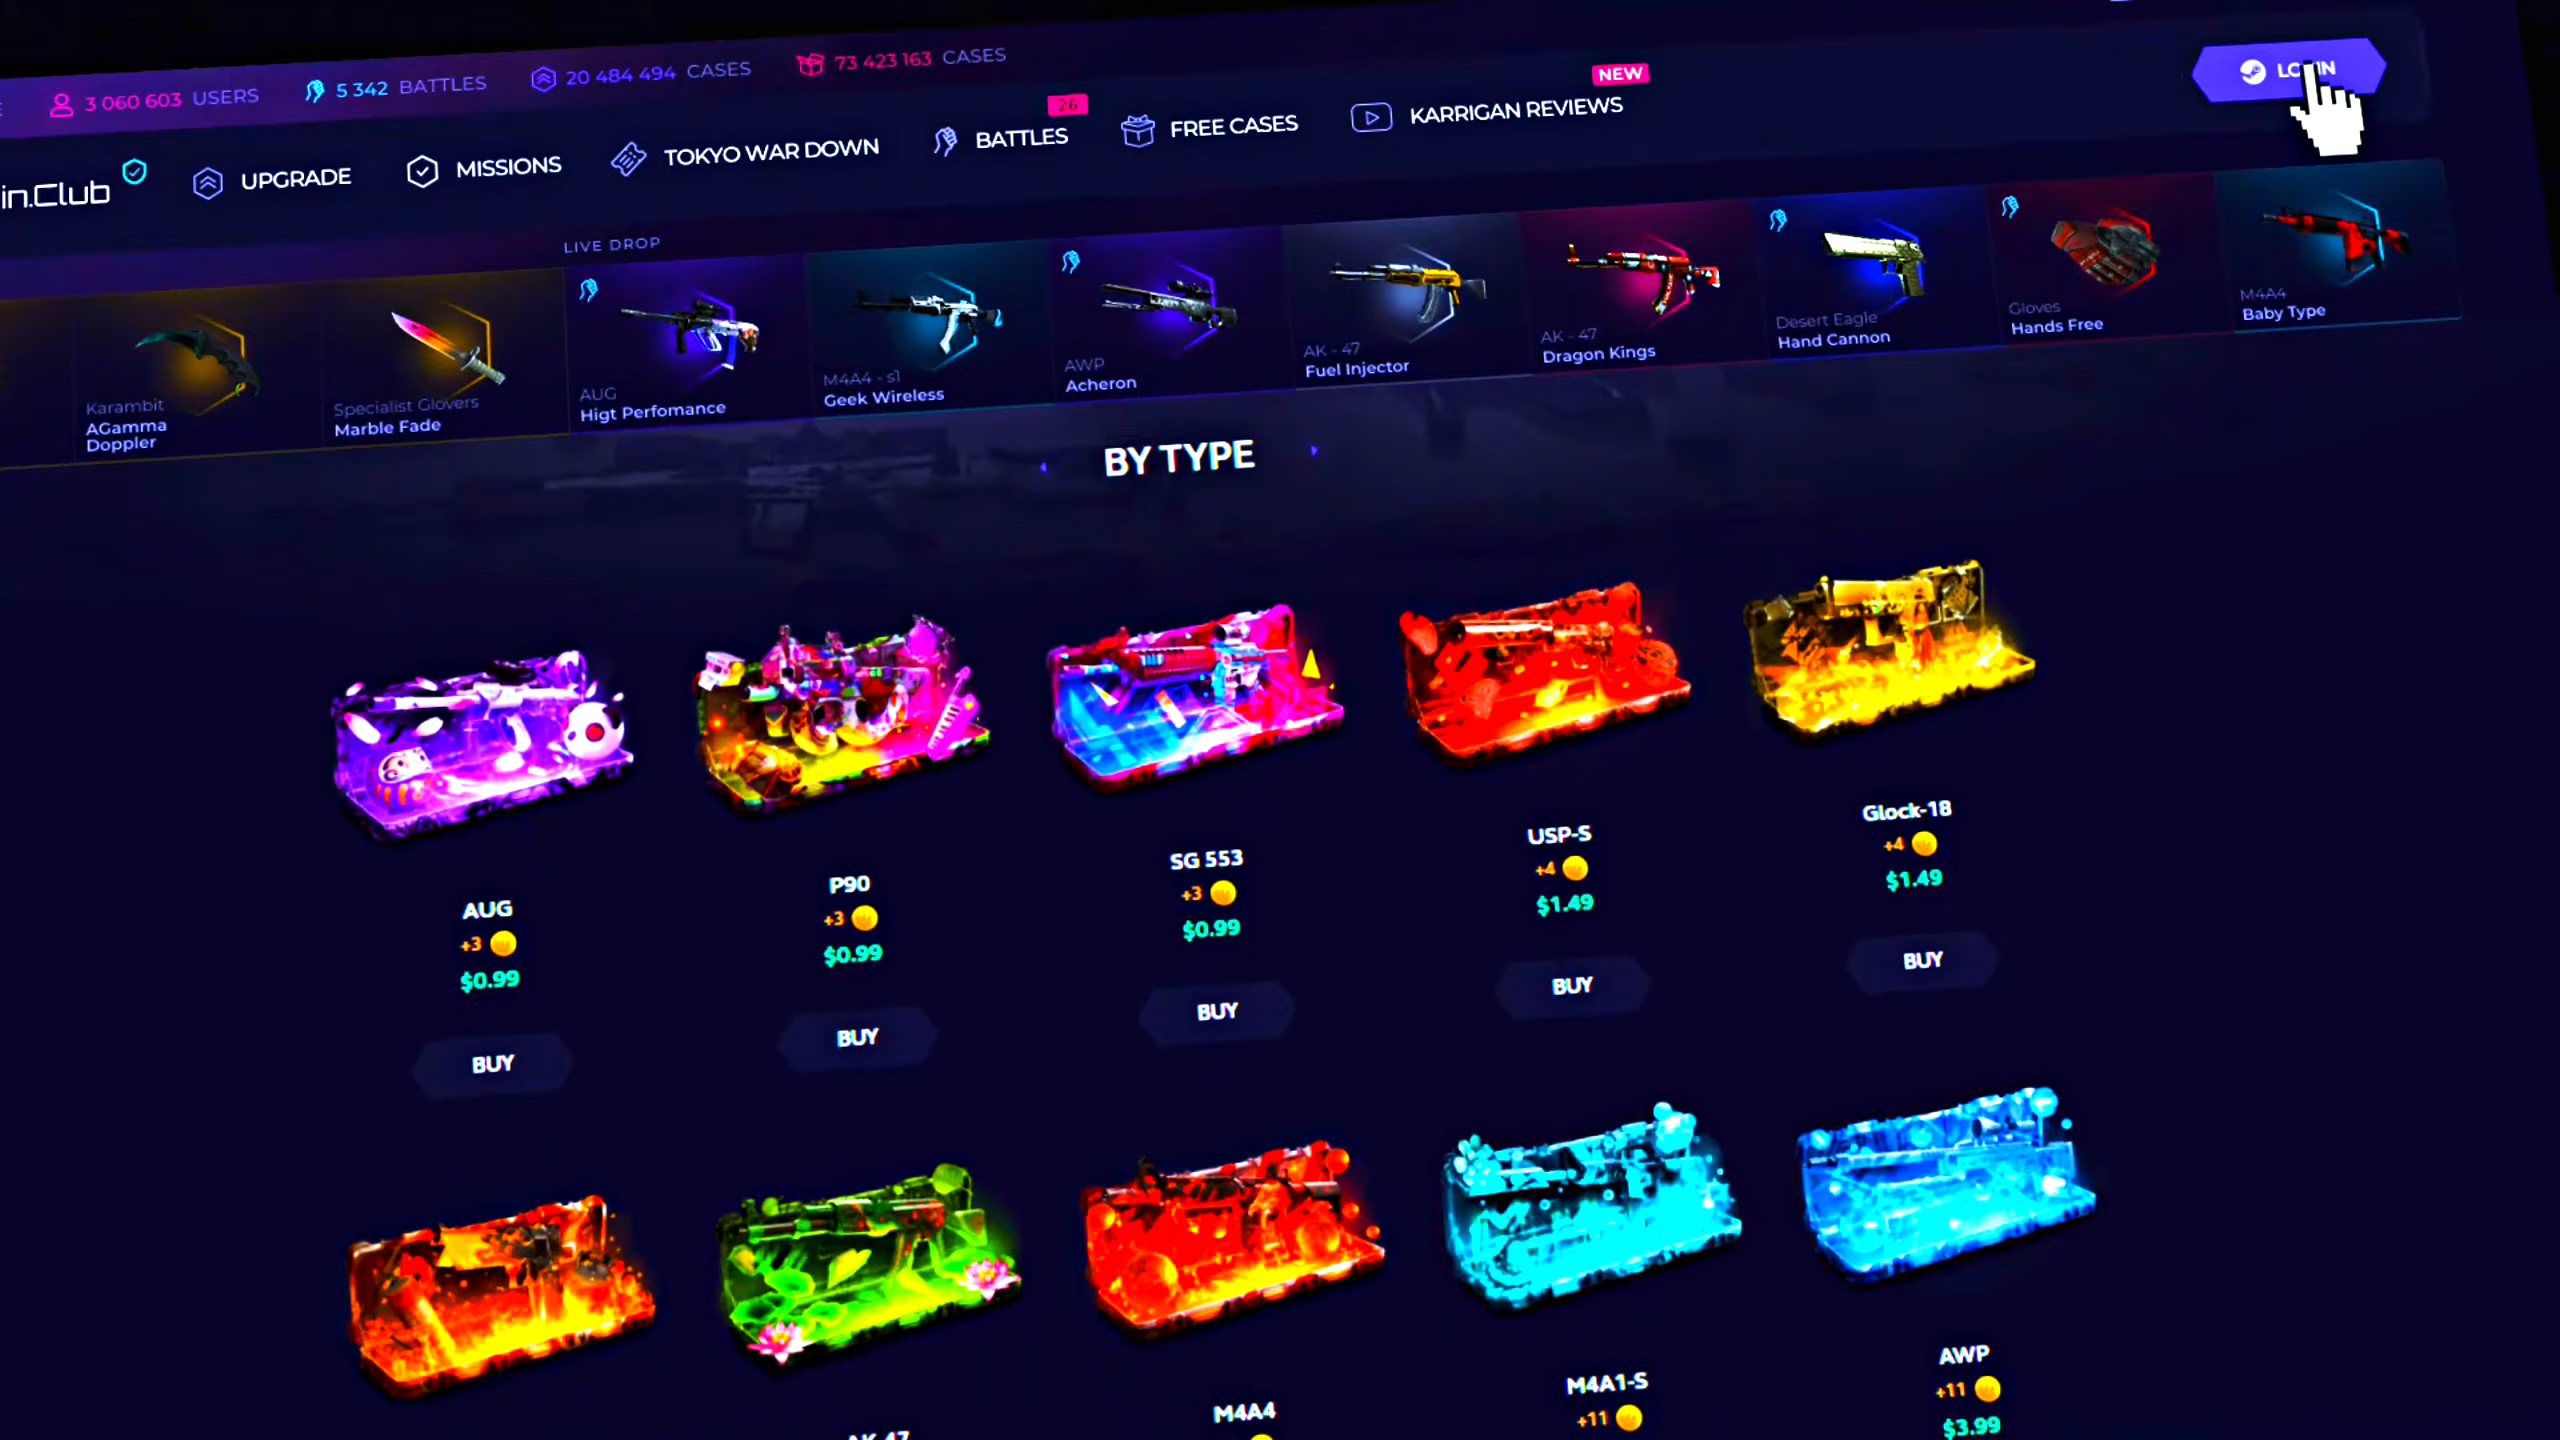 3 060 603 USERS
5 342 BATTLES
20 484 494 CASES
73 423 163 CASES
in.Club
UPGRADE
MISSIONS
TOKYO WAR DOWN
BATTLES
26
FREE CASES
KARRIGAN REVIEWS
NEW
LIVE DROP
Karambit
AGamma
Doppler
Specialist Glovers
Marble Fade
AUG
Higt Perfomance
M4A4 - s1
Geek Wireless
AWP
Acheron
AK - 47
Fuel Injector
AK - 47
Dragon Kings
Desert Eagle
Hand Cannon
Gloves
Hands Free
M4A4
Baby Type
BY TYPE
AUG
+3
$0.99
BUY
P90
+3
$0.99
BUY
SG 553
+3
$0.99
BUY
USP-S
+4
$1.49
BUY
Glock-18
+4
$1.49
BUY
AK-47
M4A4
M4A1-S
+11
AWP
+11
$3.99